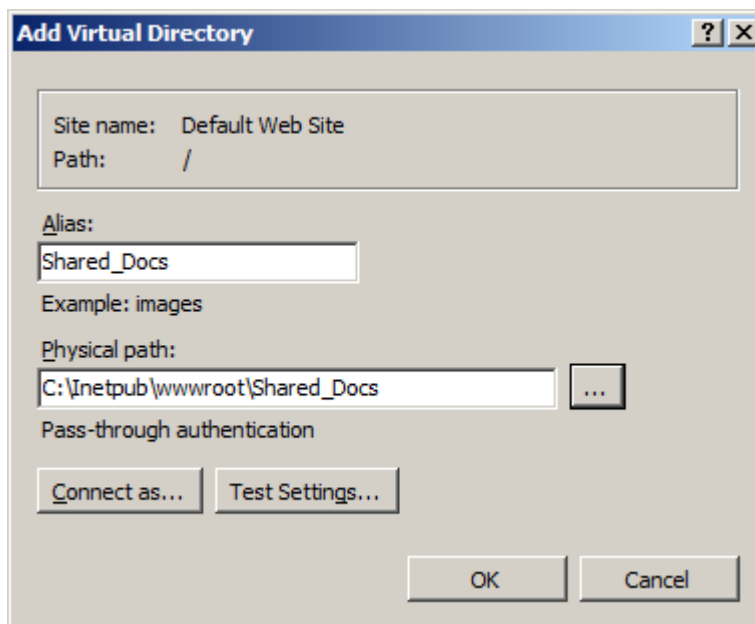 Add Virtual Directory
Site name: Default Web Site
Path: /
Alias:
Shared_Docs
Example: images
Physical path:
C:\Inetpub\wwwroot\Shared_Docs
...
Pass-through authentication
Connect as... Test Settings...
OK Cancel